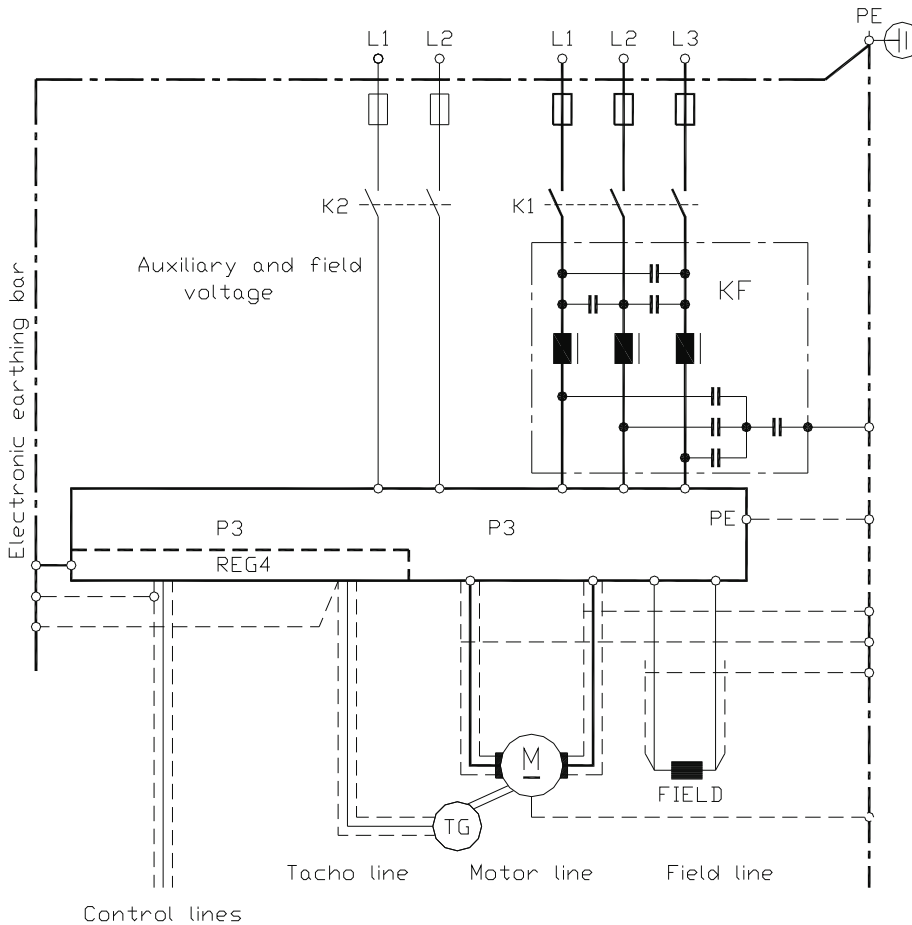 PE
L1 L2 L1 L2 L3
K2 K1
Auxiliary and field
voltage
KF
Electronic earthing bar
P3 P3 PE
REG4
M
FIELD
TG
Tacho line Motor line Field line
Control lines